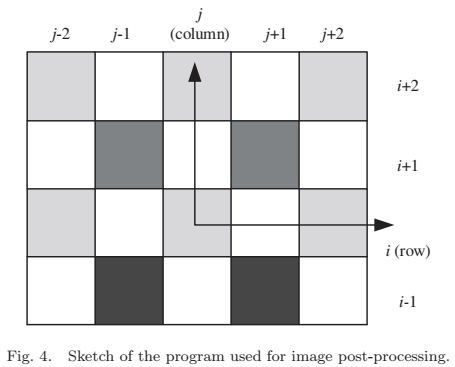 j
j-2 j-1 (column) j+1 j+2
i+2
i+1
i (row)
i-1
Fig. 4. Sketch of the program used for image post-processing.